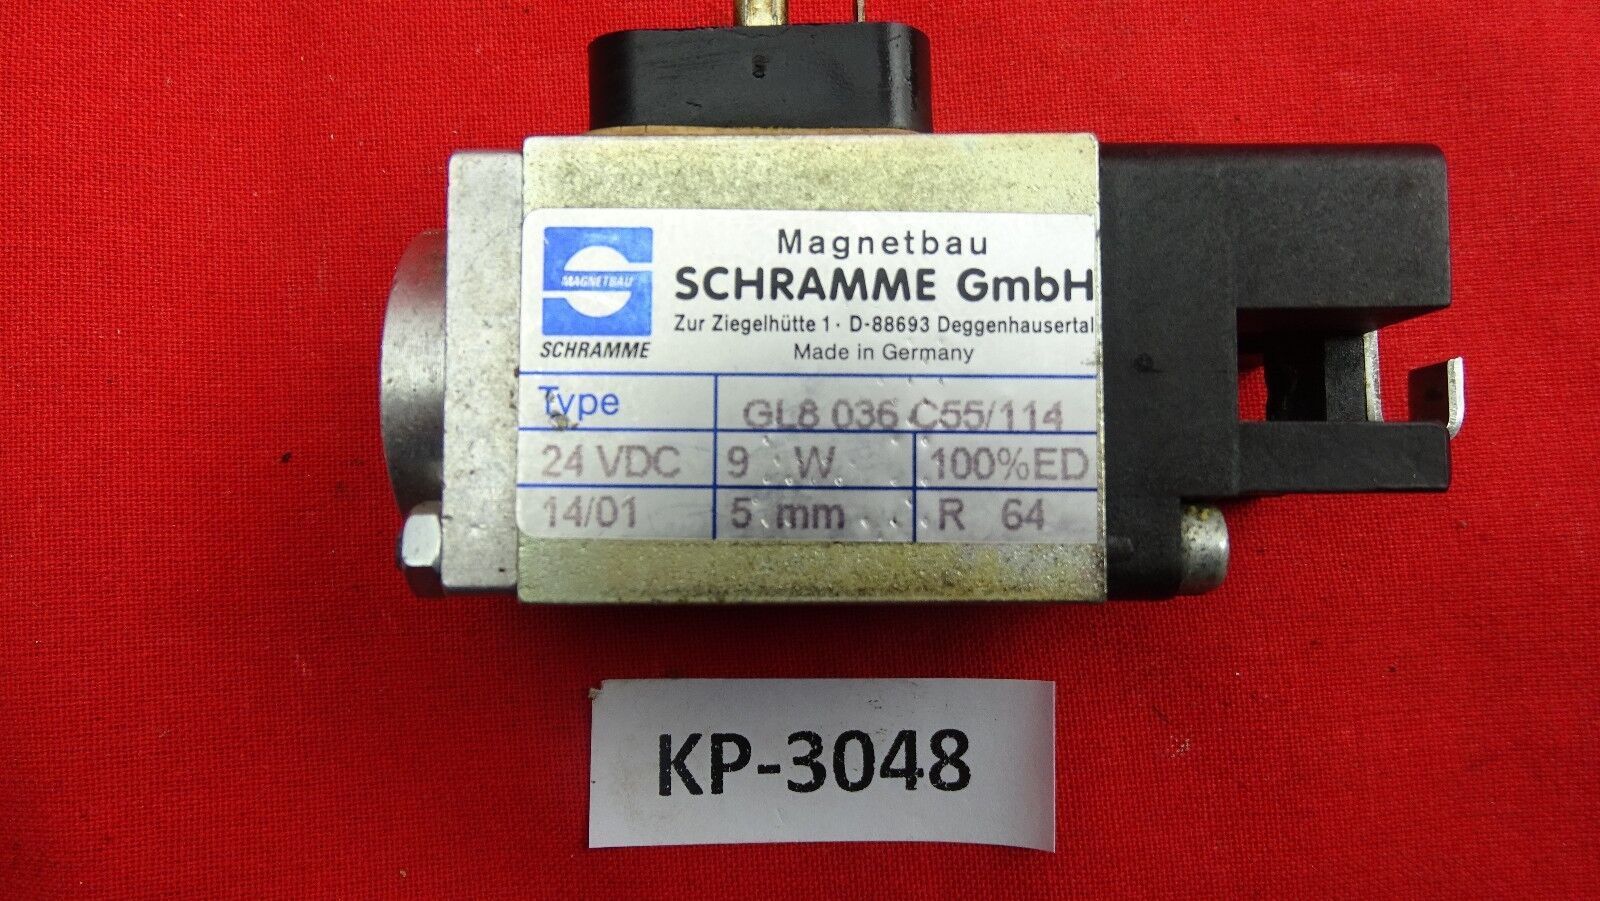 MAGNETBAU
SCHRAMME
Magnetbau
SCHRAMME GmbH
Zur Ziegelhütte 1 · D-88693 Deggenhausertal
Made in Germany
Type GL8 036 C55/114
24 VDC 9 W 100%ED
14/01 5 mm R 64
KP-3048